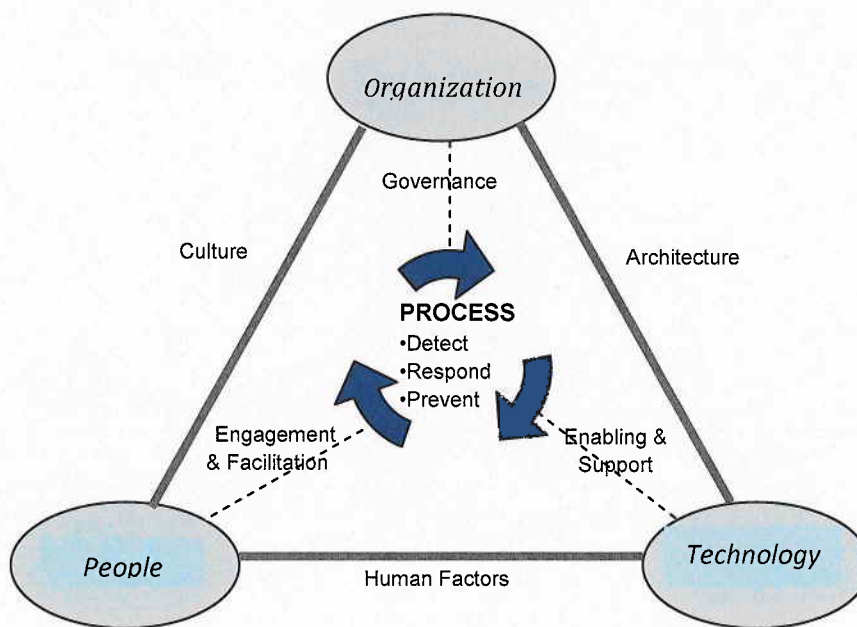 Organization
Governance
Culture
Architecture
PROCESS
•Detect
•Respond
•Prevent
Engagement
& Facilitation
Enabling &
Support
People
Technology
Human Factors